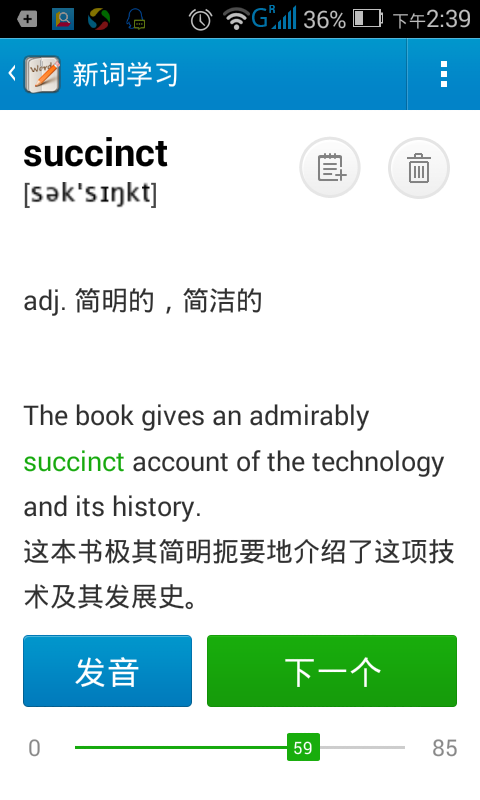 G R 36% 下午2:39
Words 新词学习
succinct
[sək'sɪŋkt]
adj. 简明的，简洁的
The book gives an admirably
succinct account of the technology
and its history.
这本书极其简明扼要地介绍了这项技
术及其发展史。
发音 下一个
0 59 85